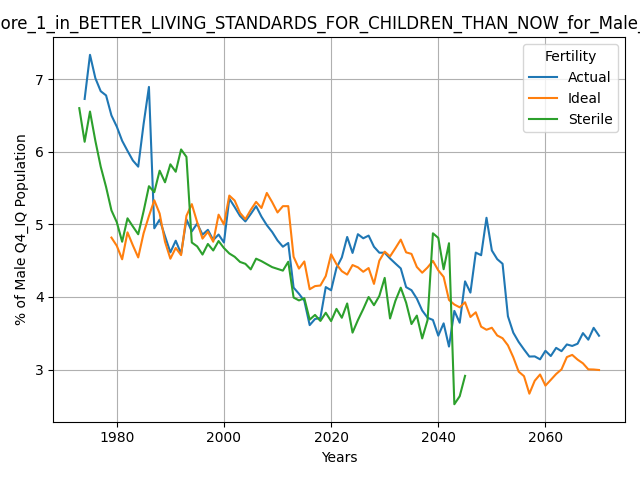 ore_1_in_BETTER_LIVING_STANDARDS_FOR_CHILDREN_THAN_NOW_for_Male_
Fertility
Actual
Ideal
Sterile
% of Male Q4_IQ Population
7
6
5
4
3
1980 2000 2020 2040 2060
Years